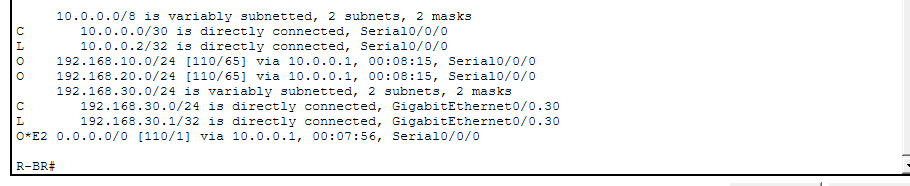 10.0.0.0/8 is variably subnetted, 2 subnets, 2 masks
C 10.0.0.0/30 is directly connected, Serial0/0/0
L 10.0.0.2/32 is directly connected, Serial0/0/0
O 192.168.10.0/24 [110/65] via 10.0.0.1, 00:08:15, Serial0/0/0
O 192.168.20.0/24 [110/65] via 10.0.0.1, 00:08:15, Serial0/0/0
192.168.30.0/24 is variably subnetted, 2 subnets, 2 masks
C 192.168.30.0/24 is directly connected, GigabitEthernet0/0.30
L 192.168.30.1/32 is directly connected, GigabitEthernet0/0.30
O*E2 0.0.0.0/0 [110/1] via 10.0.0.1, 00:07:56, Serial0/0/0
R-BR#